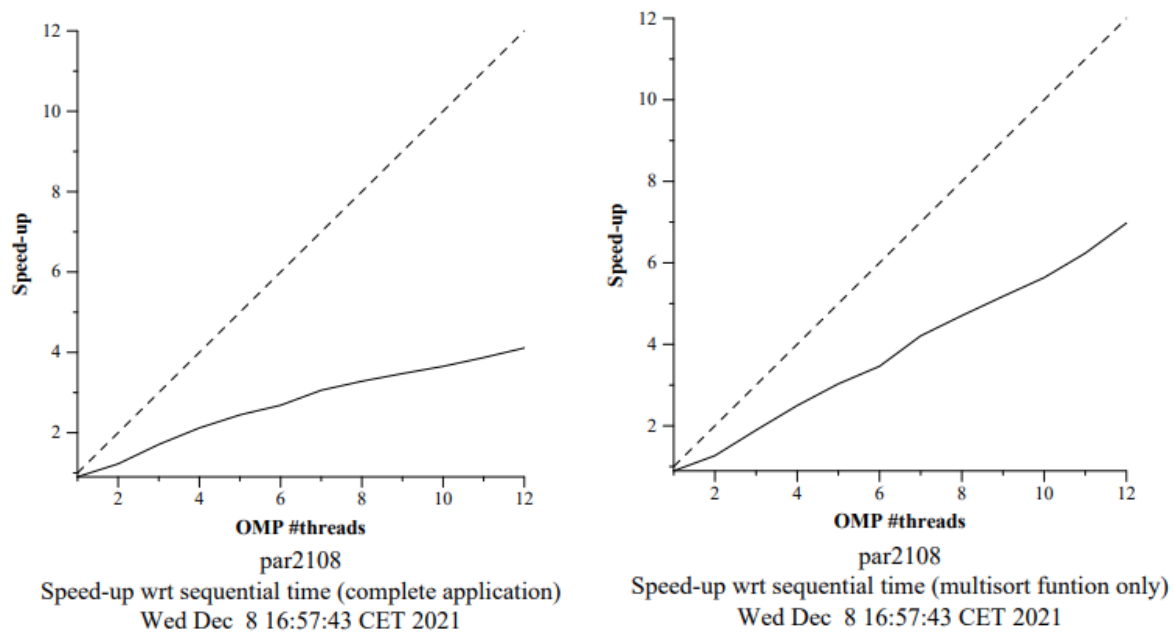 12
10
8
6
4
2
Speed-up
2 4 6 8 10 12
OMP #threads
par2108
Speed-up wrt sequential time (complete application)
Wed Dec 8 16:57:43 CET 2021
12
10
8
6
4
2
Speed-up
2 4 6 8 10 12
OMP #threads
par2108
Speed-up wrt sequential time (multisort funtion only)
Wed Dec 8 16:57:43 CET 2021